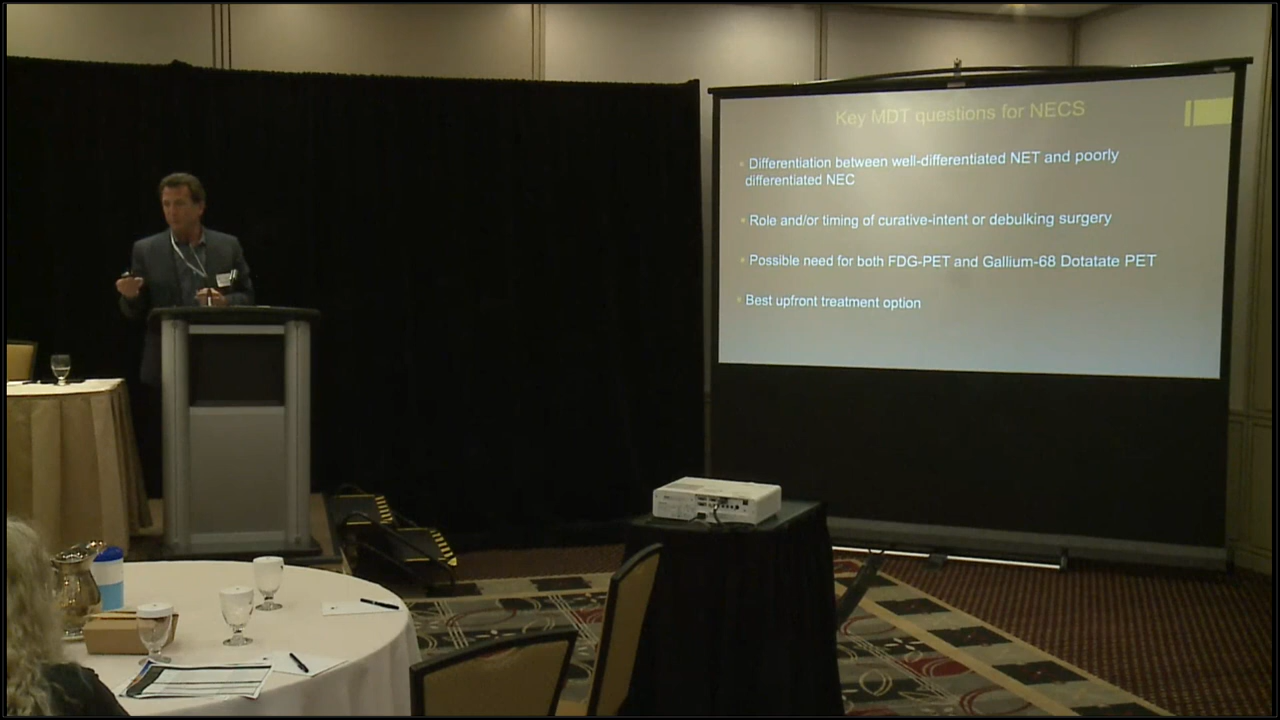 Key MDT questions for NECS
Differentiation between well-differentiated NET and poorly
differentiated NEC
Role and/or timing of curative-intent or debulking surgery
Possible need for both FDG-PET and Gallium-68 Dotatate PET
Best upfront treatment option